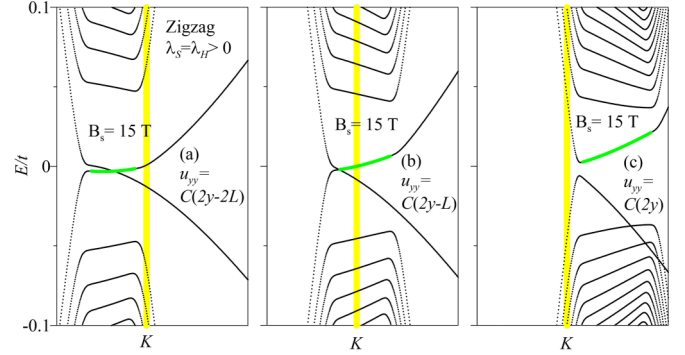 0.1
Zigzag
λ_S=λ_H> 0
B_s= 15 T
B_s= 15 T
B_s= 15 T
E/t
0
(a)
u_yy=
C(2y-2L)
(b)
u_yy=
C(2y-L)
(c)
u_yy=
C(2y)
-0.1
K
K
K